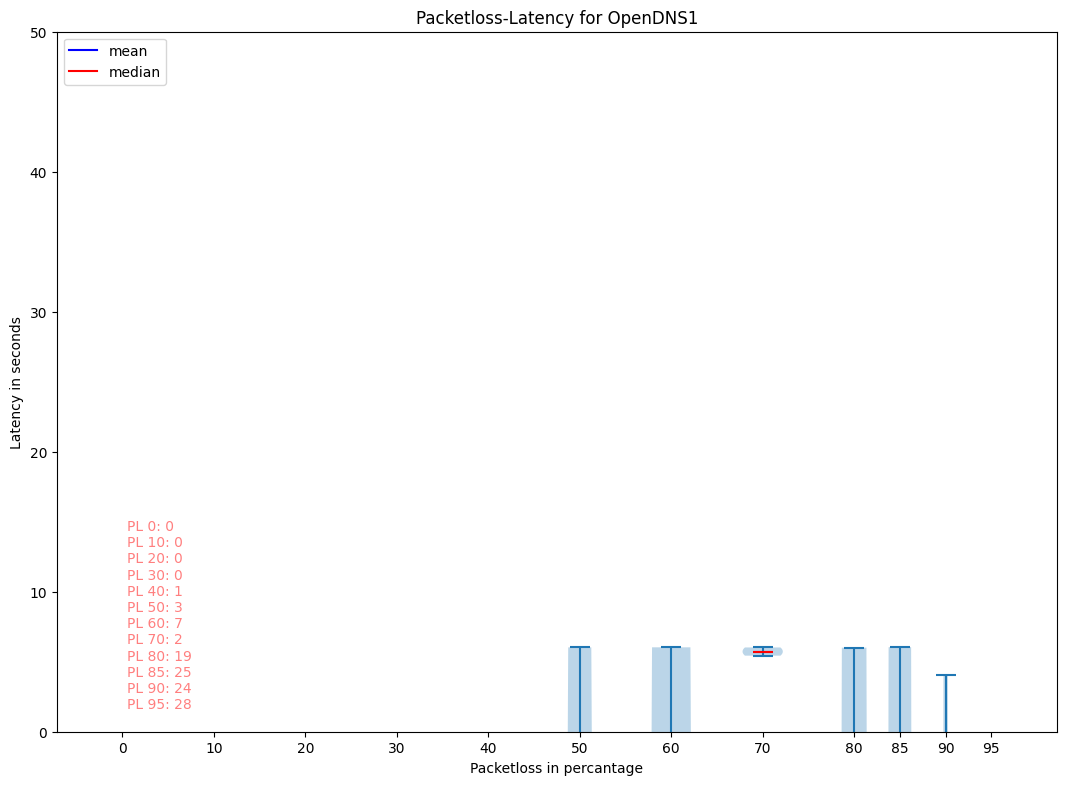 Packetloss-Latency for OpenDNS1
mean
median
50
40
30
20
10
0
Latency in seconds
PL 0: 0
PL 10: 0
PL 20: 0
PL 30: 0
PL 40: 1
PL 50: 3
PL 60: 7
PL 70: 2
PL 80: 19
PL 85: 25
PL 90: 24
PL 95: 28
0 10 20 30 40 50 60 70 80 85 90 95
Packetloss in percantage